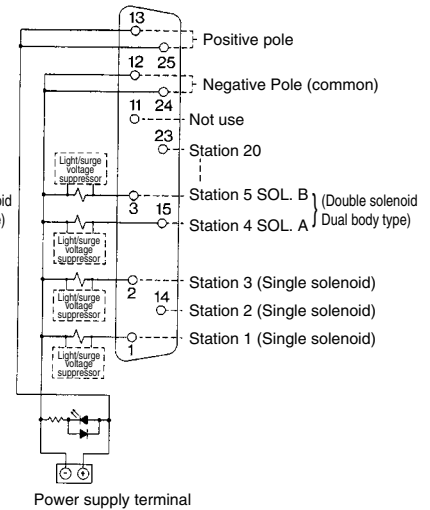 13
Positive pole
25
12
Negative Pole (common)
24
11
Not use
23
Station 20
Light/surge
voltage
suppressor
Station 5 SOL. B
3
15
(Double solenoid
Dual body type)
Station 4 SOL. A
Light/surge
voltage
suppressor
Station 3 (Single solenoid)
2
14
Light/surge
voltage
suppressor
Station 2 (Single solenoid)
Station 1 (Single solenoid)
1
Light/surge
voltage
suppressor
Power supply terminal